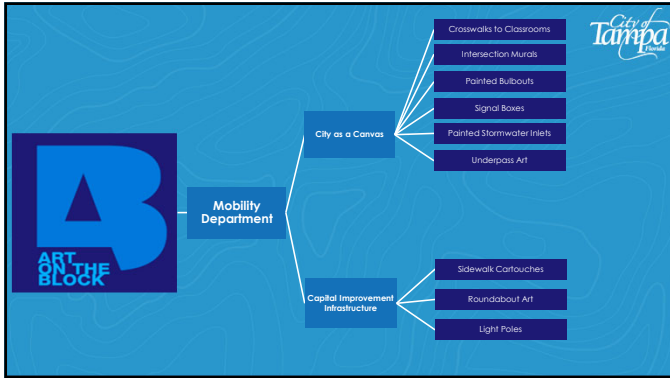 City of
Tampa
Florida
ART
ON THE
BLOCK
Mobility
Department
City as a Canvas
Crosswalks to Classrooms
Intersection Murals
Painted Bulbouts
Signal Boxes
Painted Stormwater Inlets
Underpass Art
Capital Improvement
Infrastructure
Sidewalk Cartouches
Roundabout Art
Light Poles